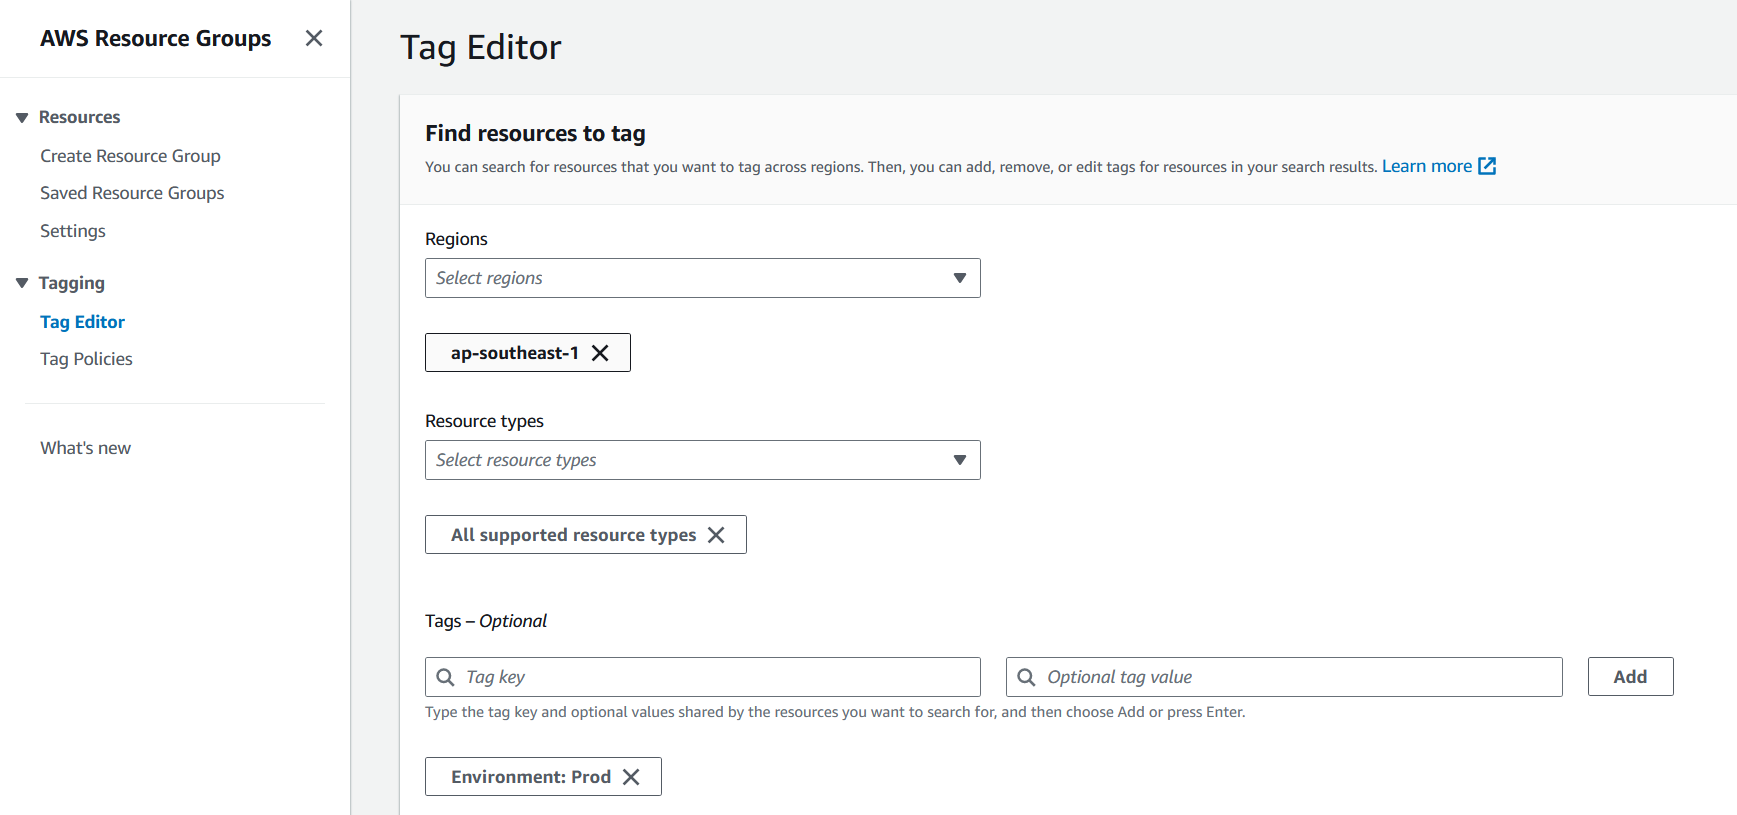 AWS Resource Groups
Resources
Create Resource Group
Saved Resource Groups
Settings
Tagging
Tag Editor
Tag Policies
What's new
Tag Editor
Find resources to tag
You can search for resources that you want to tag across regions. Then, you can add, remove, or edit tags for resources in your search results. Learn more
Regions
Select regions
ap-southeast-1
Resource types
Select resource types
All supported resource types
Tags – Optional
Tag key
Optional tag value
Add
Type the tag key and optional values shared by the resources you want to search for, and then choose Add or press Enter.
Environment: Prod